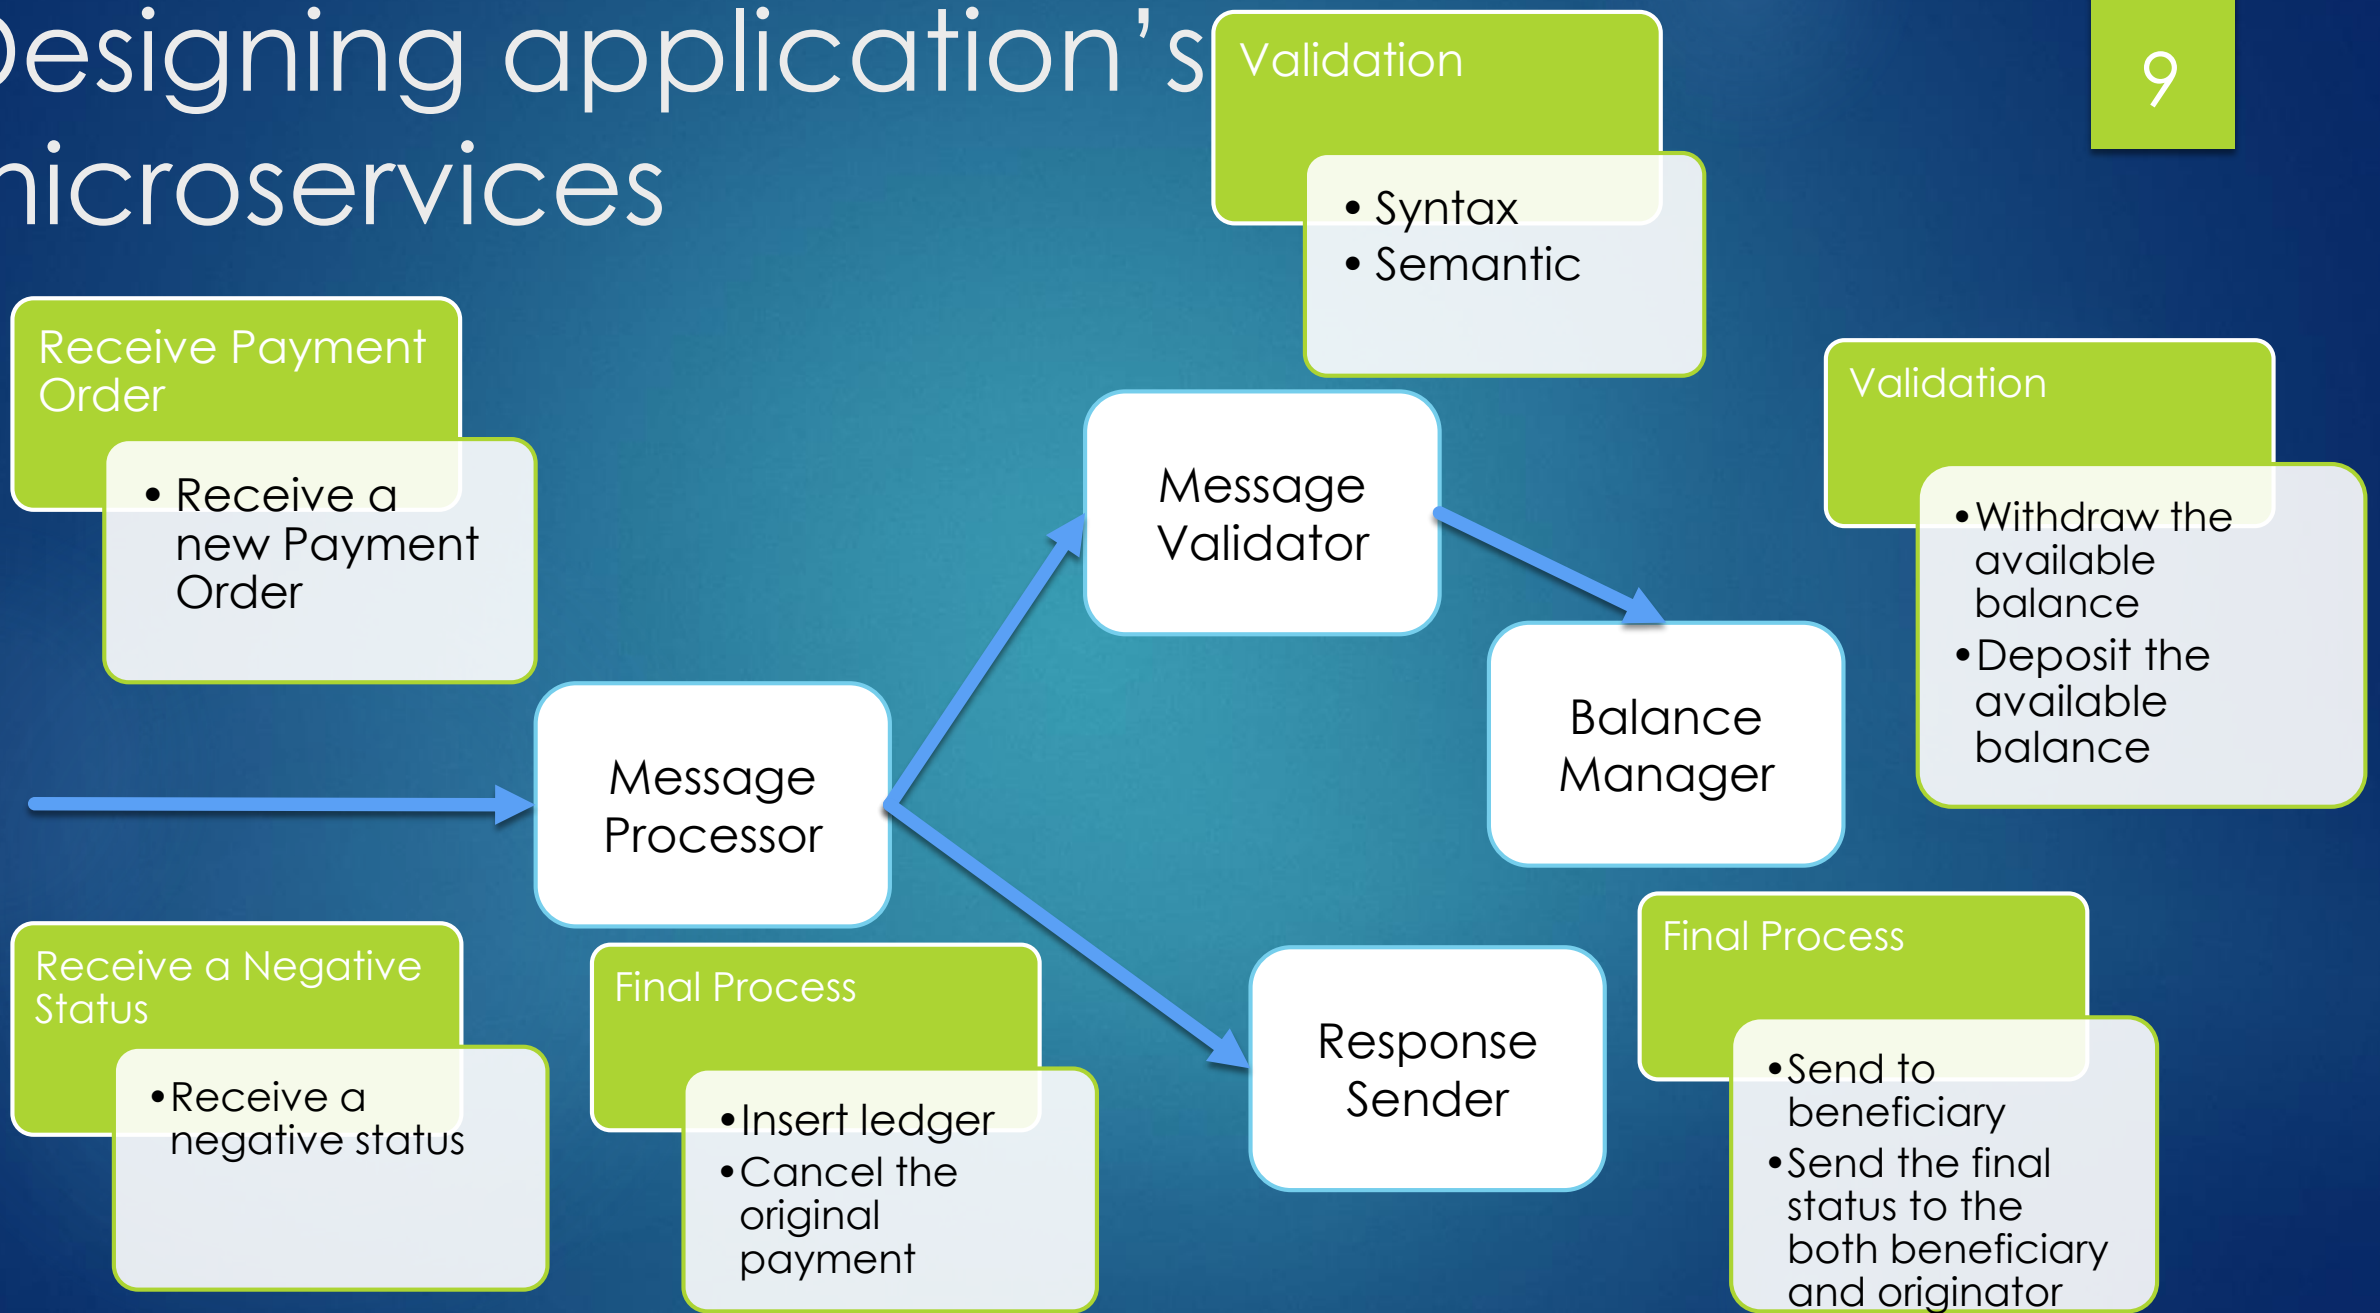 Designing application’s
microservices
9
Validation
• Syntax
• Semantic
Receive Payment
Order
• Receive a
new Payment
Order
Message
Validator
Validation
•Withdraw the
available
balance
•Deposit the
available
balance
Message
Processor
Balance
Manager
Receive a Negative
Status
•Receive a
negative status
Final Process
•Insert ledger
•Cancel the
original
payment
Response
Sender
Final Process
•Send to
beneficiary
•Send the final
status to the
both beneficiary
and originator